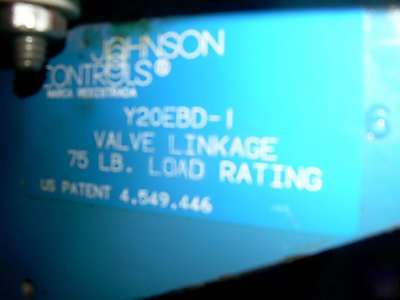 JOHNSON
CONTROLS®
MARCA REGISTRADA
Y20EBD-1
VALVE LINKAGE
75 LB. LOAD RATING
US PATENT 4,549,446